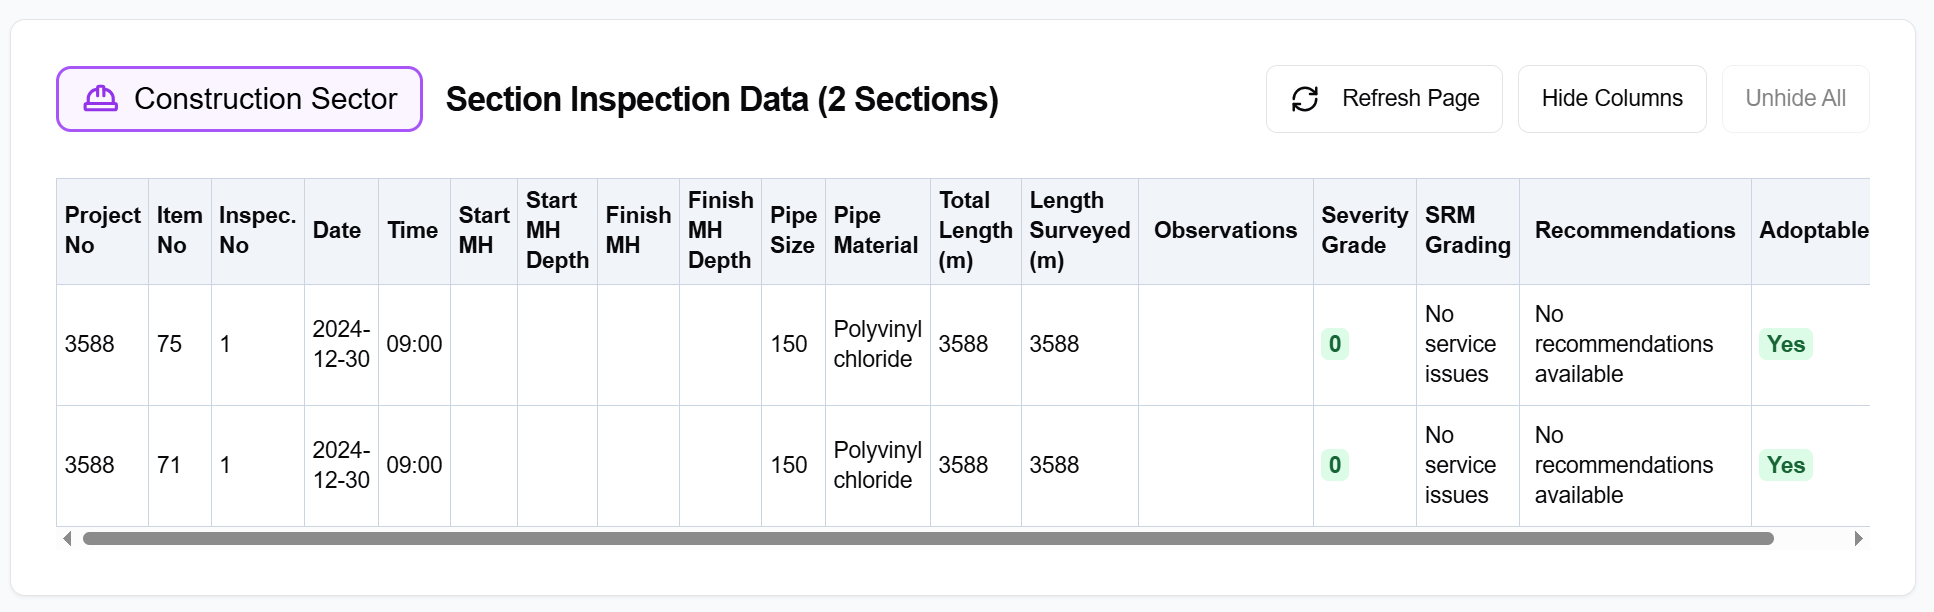 Construction Sector
Section Inspection Data (2 Sections)
Refresh Page
Hide Columns
Unhide All
Project No
Item No
Inspec. No
Date
Time
Start MH
Start MH Depth
Finish MH
Finish MH Depth
Pipe Size
Pipe Material
Total Length (m)
Length Surveyed (m)
Observations
Severity Grade
SRM Grading
Recommendations
Adoptable
3588
75
1
2024-12-30
09:00
150
Polyvinyl chloride
3588
3588
0
No service issues
No recommendations available
Yes
3588
71
1
2024-12-30
09:00
150
Polyvinyl chloride
3588
3588
0
No service issues
No recommendations available
Yes